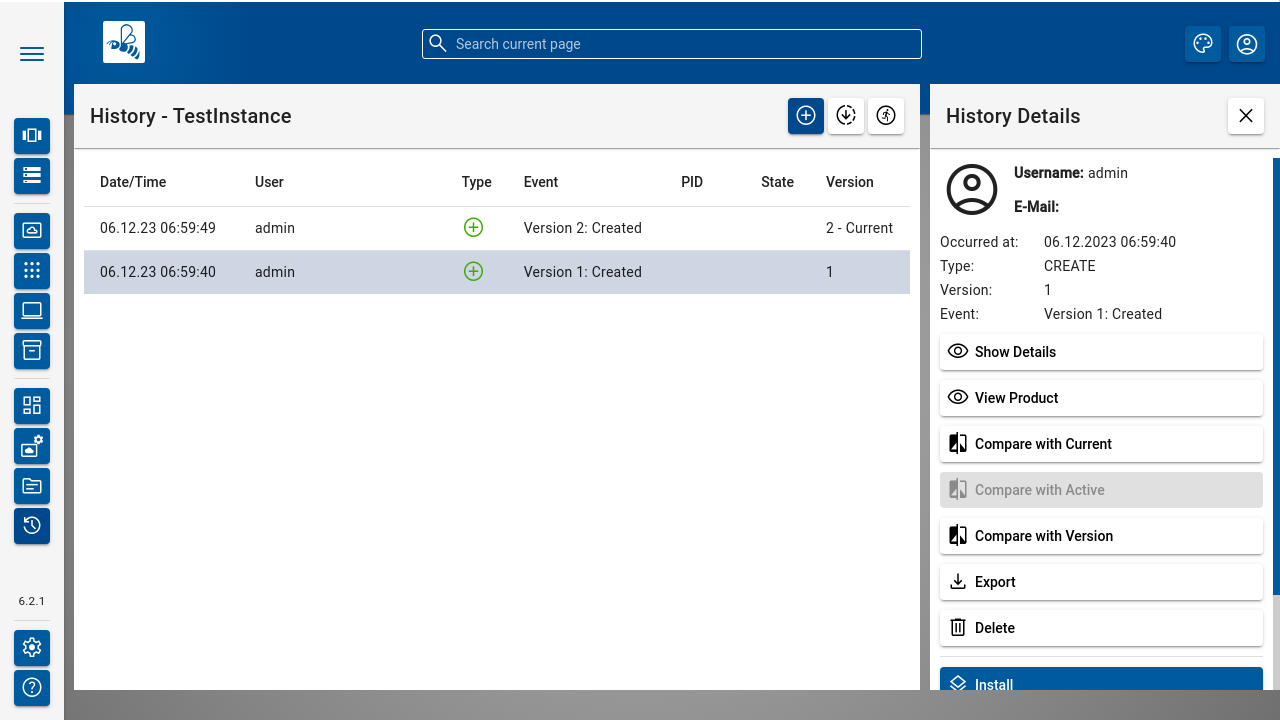 Search current page
History - TestInstance
Date/Time User Type Event PID State Version
06.12.23 06:59:49 admin Version 2: Created 2 - Current
06.12.23 06:59:40 admin Version 1: Created 1
6.2.1
History Details
Username: admin
E-Mail:
Occurred at: 06.12.2023 06:59:40
Type: CREATE
Version: 1
Event: Version 1: Created
Show Details
View Product
Compare with Current
Compare with Active
Compare with Version
Export
Delete
Install